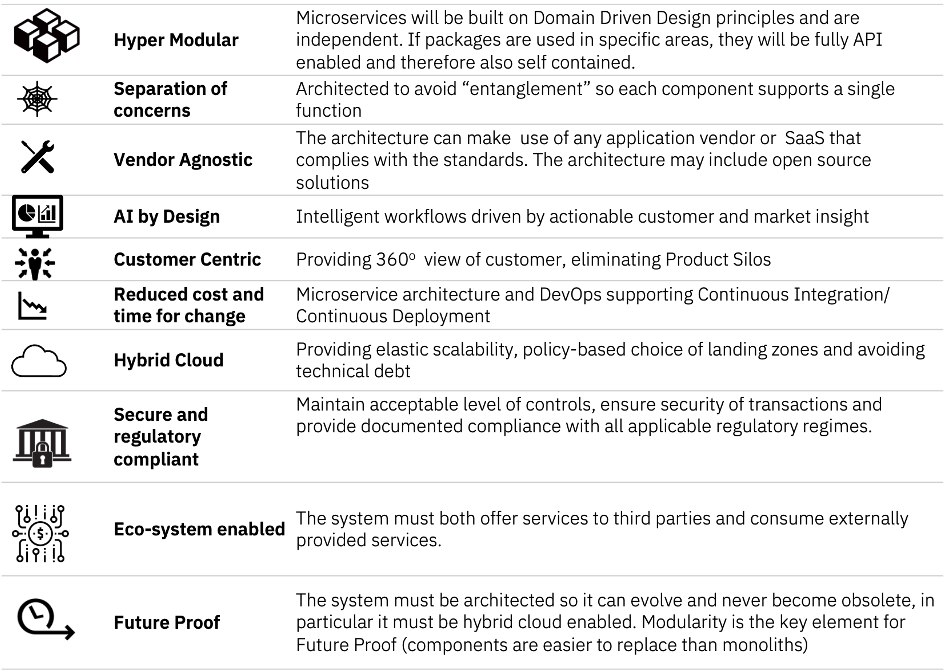 Hyper Modular
Microservices will be built on Domain Driven Design principles and are
independent. If packages are used in specific areas, they will be fully API
enabled and therefore also self contained.
Separation of
concerns
Architected to avoid “entanglement” so each component supports a single
function
Vendor Agnostic
The architecture can make use of any application vendor or SaaS that
complies with the standards. The architecture may include open source
solutions
AI by Design
Intelligent workflows driven by actionable customer and market insight
Customer Centric
Providing 360º view of customer, eliminating Product Silos
Reduced cost and
time for change
Microservice architecture and DevOps supporting Continuous Integration/
Continuous Deployment
Hybrid Cloud
Providing elastic scalability, policy-based choice of landing zones and avoiding
technical debt
Secure and
regulatory
compliant
Maintain acceptable level of controls, ensure security of transactions and
provide documented compliance with all applicable regulatory regimes.
$
Eco-system enabled
The system must both offer services to third parties and consume externally
provided services.
Future Proof
The system must be architected so it can evolve and never become obsolete, in
particular it must be hybrid cloud enabled. Modularity is the key element for
Future Proof (components are easier to replace than monoliths)